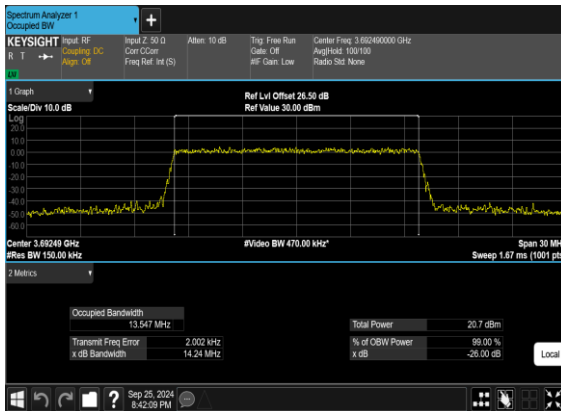 Spectrum Analyzer 1
Occupied BW
KEYSIGHT Input: RF Input Z: 50 Ω Atten: 10 dB Trig: Free Run Center Freq: 3.692490000 GHz
R T Coupling: DC Corr CCorr Gate: Off Avg|Hold: 100/100
Align: Off Freq Ref: Int (S) #IF Gain: Low Radio Std: None
1 Graph
Ref Lvl Offset 26.50 dB
Scale/Div 10.0 dB Ref Value 30.00 dBm
Log
20.0
10.0
0.00
-10.0
-20.0
-30.0
-40.0
-50.0
-60.0
Center 3.69249 GHz #Video BW 470.00 kHz* Span 30 MH
#Res BW 150.00 kHz Sweep 1.67 ms (1001 pts
2 Metrics
Occupied Bandwidth
13.547 MHz Total Power 20.7 dBm
Transmit Freq Error 2.002 kHz % of OBW Power 99.00 %
x dB Bandwidth 14.24 MHz x dB -26.00 dB
Local
? Sep 25, 2024
8:42:09 PM